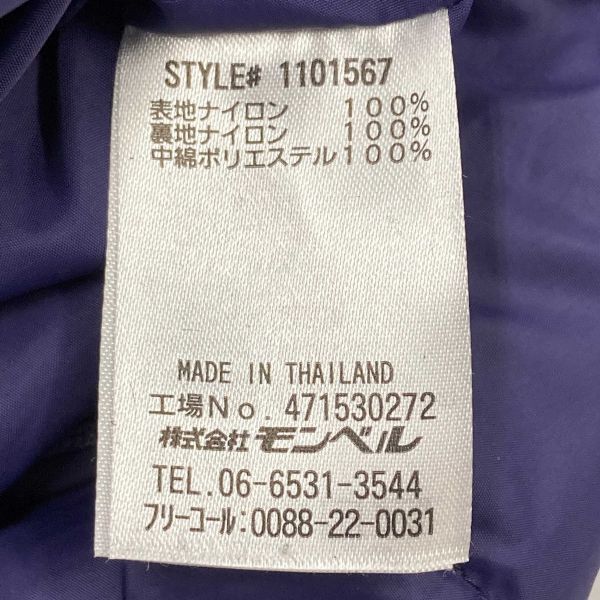 STYLE# 1101567
表地ナイロン 100%
裏地ナイロン 100%
中綿ポリエステル100%
MADE IN THAILAND
工場No. 471530272
株式会社 モンベル
TEL. 06-6531-3544
フリーコール:0088-22-0031